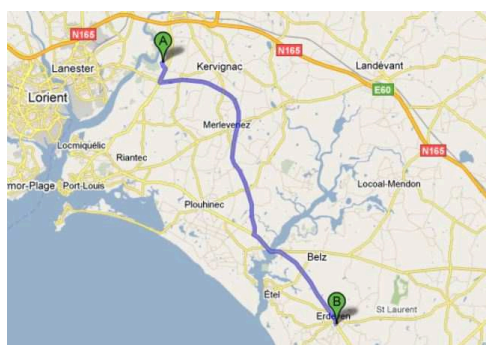 N165
A
N165
Lanester
Kervignac
Landévant
E60
Lorient
Merlevenez
Locmiquélic
Riantec
N165
mor-Plage
Port-Louis
Locoal-Mendon
Plouhinec
Belz
Étel
B
Erdeven
St Laurent